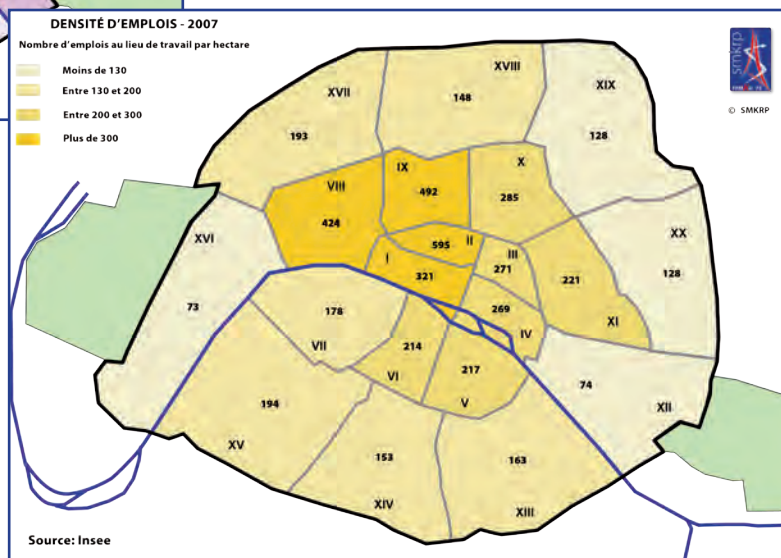 DENSITÉ D'EMPLOIS - 2007
Nombre d'emplois au lieu de travail par hectare
Moins de 130
Entre 130 et 200
Entre 200 et 300
Plus de 300
smkrp
© SMKRP
XVIII
148
XVII
193
XIX
128
IX
492
X
285
VIII
424
XX
128
XVI
73
II
595
I
321
III
271
221
XI
178
VII
269
IV
214
VI
217
V
74
XII
194
XV
153
XIV
163
XIII
Source: Insee